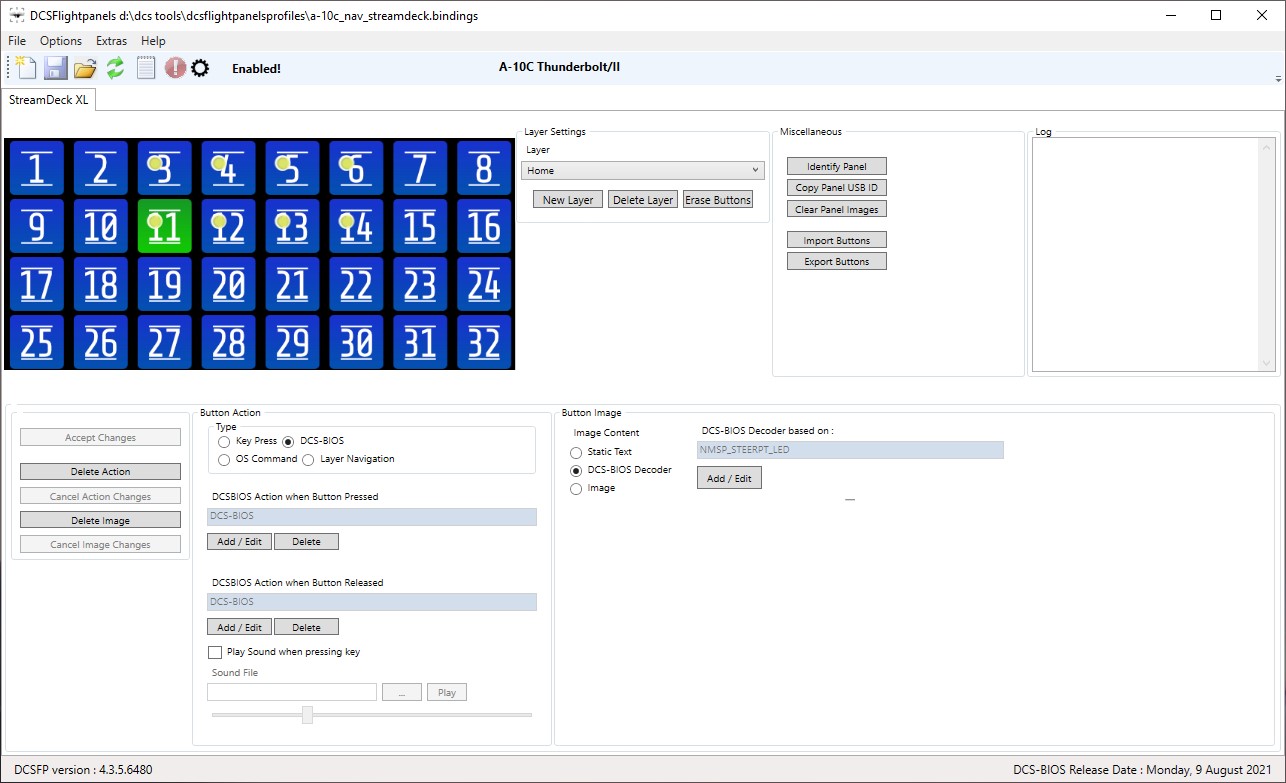 DCSFlightpanels d:\dcs tools\dcsflightpanelsprofiles\a-10c_nav_streamdeck.bindings
File Options Extras Help
Enabled! A-10C Thunderbolt/II
StreamDeck XL
1 2 3 4 5 6 7 8
9 10 11 12 13 14 15 16
17 18 19 20 21 22 23 24
25 26 27 28 29 30 31 32
Layer Settings
Layer
Home
New Layer Delete Layer Erase Buttons
Miscellaneous
Identify Panel
Copy Panel USB ID
Clear Panel Images
Import Buttons
Export Buttons
Log
Accept Changes
Delete Action
Cancel Action Changes
Delete Image
Cancel Image Changes
Button Action
Type
Key Press DCS-BIOS
OS Command Layer Navigation
DCSBIOS Action when Button Pressed
DCS-BIOS
Add / Edit Delete
DCSBIOS Action when Button Released
DCS-BIOS
Add / Edit Delete
Play Sound when pressing key
Sound File
... Play
Button Image
Image Content
Static Text
DCS-BIOS Decoder
Image
DCS-BIOS Decoder based on :
NMSP_STEERPT_LED
Add / Edit
DCSFP version : 4.3.5.6480
DCS-BIOS Release Date : Monday, 9 August 2021